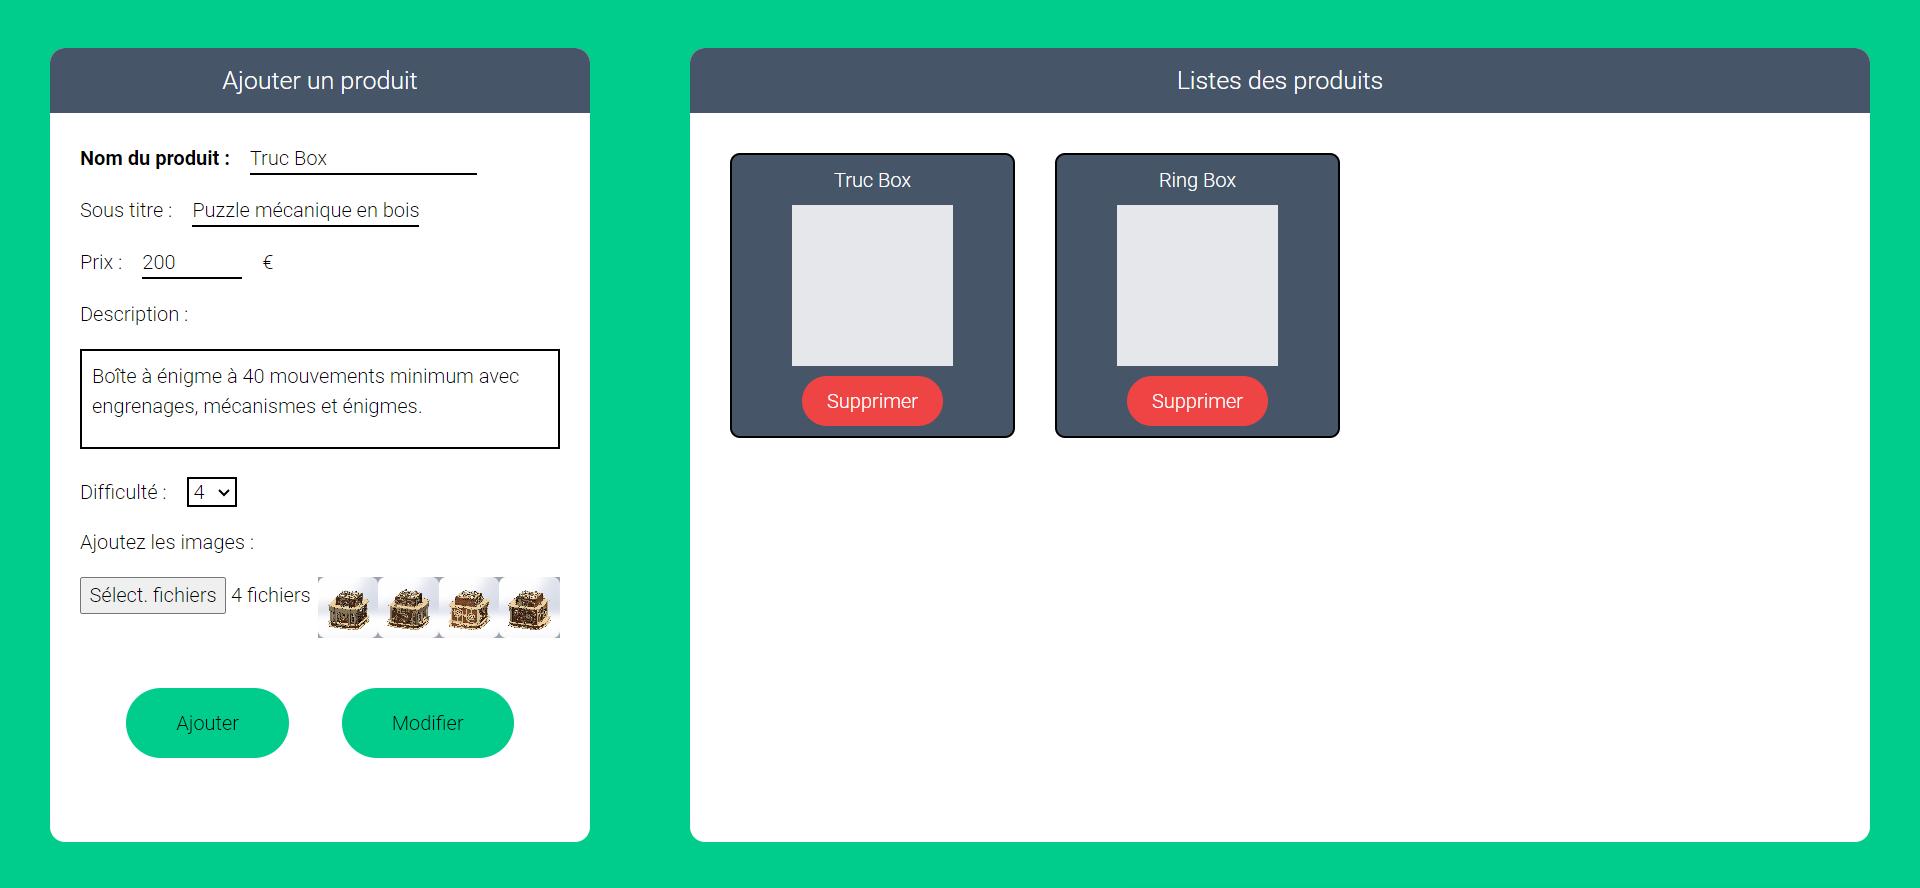 Ajouter un produit
Nom du produit : Truc Box
Sous titre : Puzzle mécanique en bois
Prix : 200 €
Description :
Boîte à énigme à 40 mouvements minimum avec
engrenages, mécanismes et énigmes.
Difficulté : 4
Ajoutez les images :
Sélect. fichiers 4 fichiers
Ajouter Modifier
Listes des produits
Truc Box
Supprimer
Ring Box
Supprimer